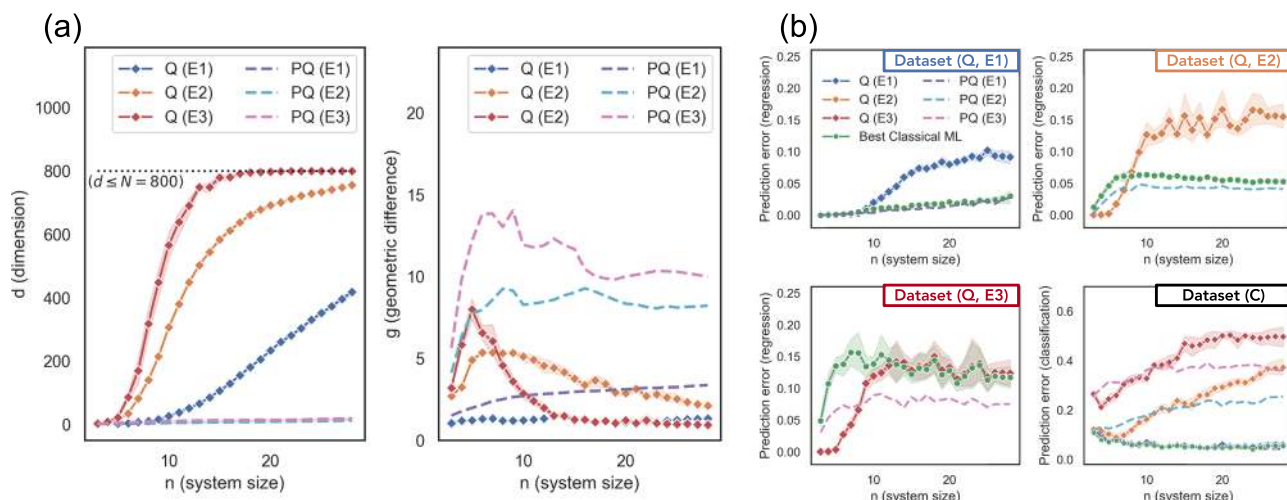 (a)
Q (E1) PQ (E1)
Q (E2) PQ (E2)
Q (E3) PQ (E3)
(d ≤ N = 800)
1000
800
600
400
200
0
d (dimension)
10 20
n (system size)
Q (E1) PQ (E1)
Q (E2) PQ (E2)
Q (E2) PQ (E3)
20
15
10
5
0
g (geometric difference)
10 20
n (system size)
(b)
Dataset (Q, E1)
Q (E1) PQ (E1)
Q (E2) PQ (E2)
Q (E3) PQ (E3)
Best Classical ML
0.25
0.20
0.15
0.10
0.05
0.00
Prediction error (regression)
10 20
n (system size)
Dataset (Q, E2)
0.25
0.20
0.15
0.10
0.05
0.00
Prediction error (regression)
10 20
n (system size)
Dataset (Q, E3)
0.25
0.20
0.15
0.10
0.05
0.00
Prediction error (regression)
10 20
n (system size)
Dataset (C)
0.6
0.4
0.2
0.0
Prediction error (classification)
10 20
n (system size)